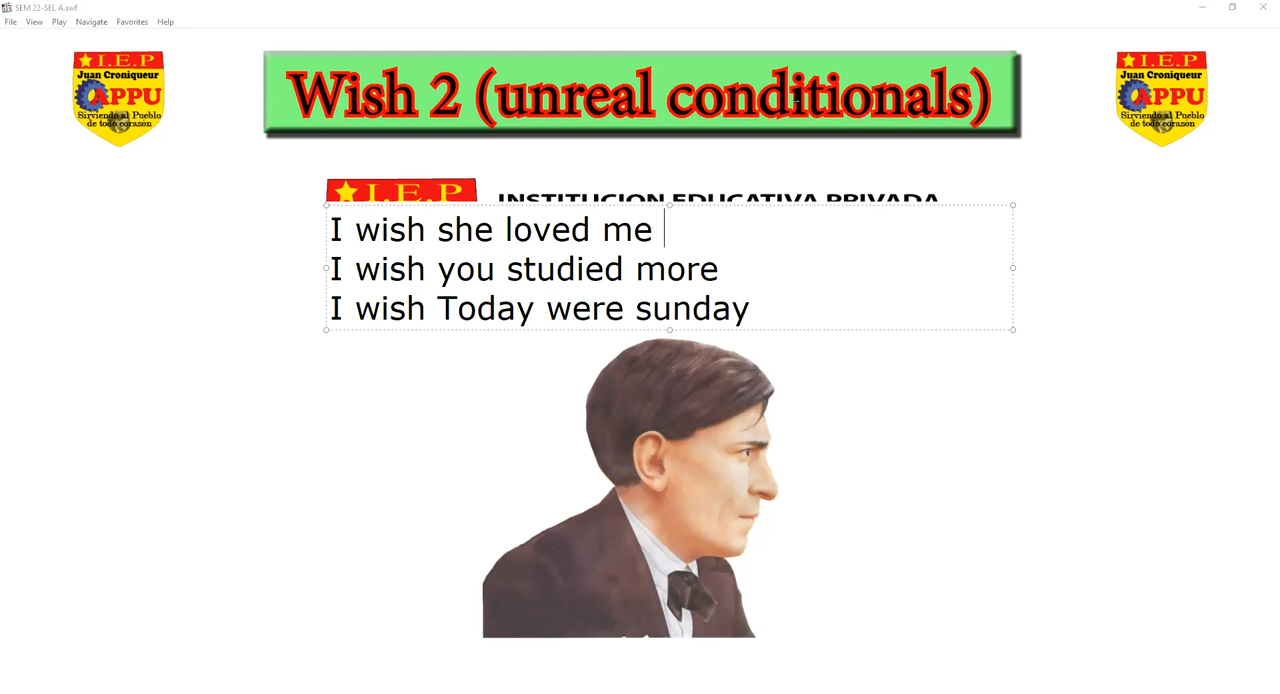 SEM 22-SEL A.swf
File View Play Navigate Favorites Help
I.E.P
Juan Croniqueur
APPU
Sirviendo al Pueblo
de todo corazón
Wish 2 (unreal conditionals)
I.E.P
Juan Croniqueur
APPU
Sirviendo al Pueblo
de todo corazón
I.E.P
INSTITUCION EDUCATIVA PRIVADA
I wish she loved me
I wish you studied more
I wish Today were sunday